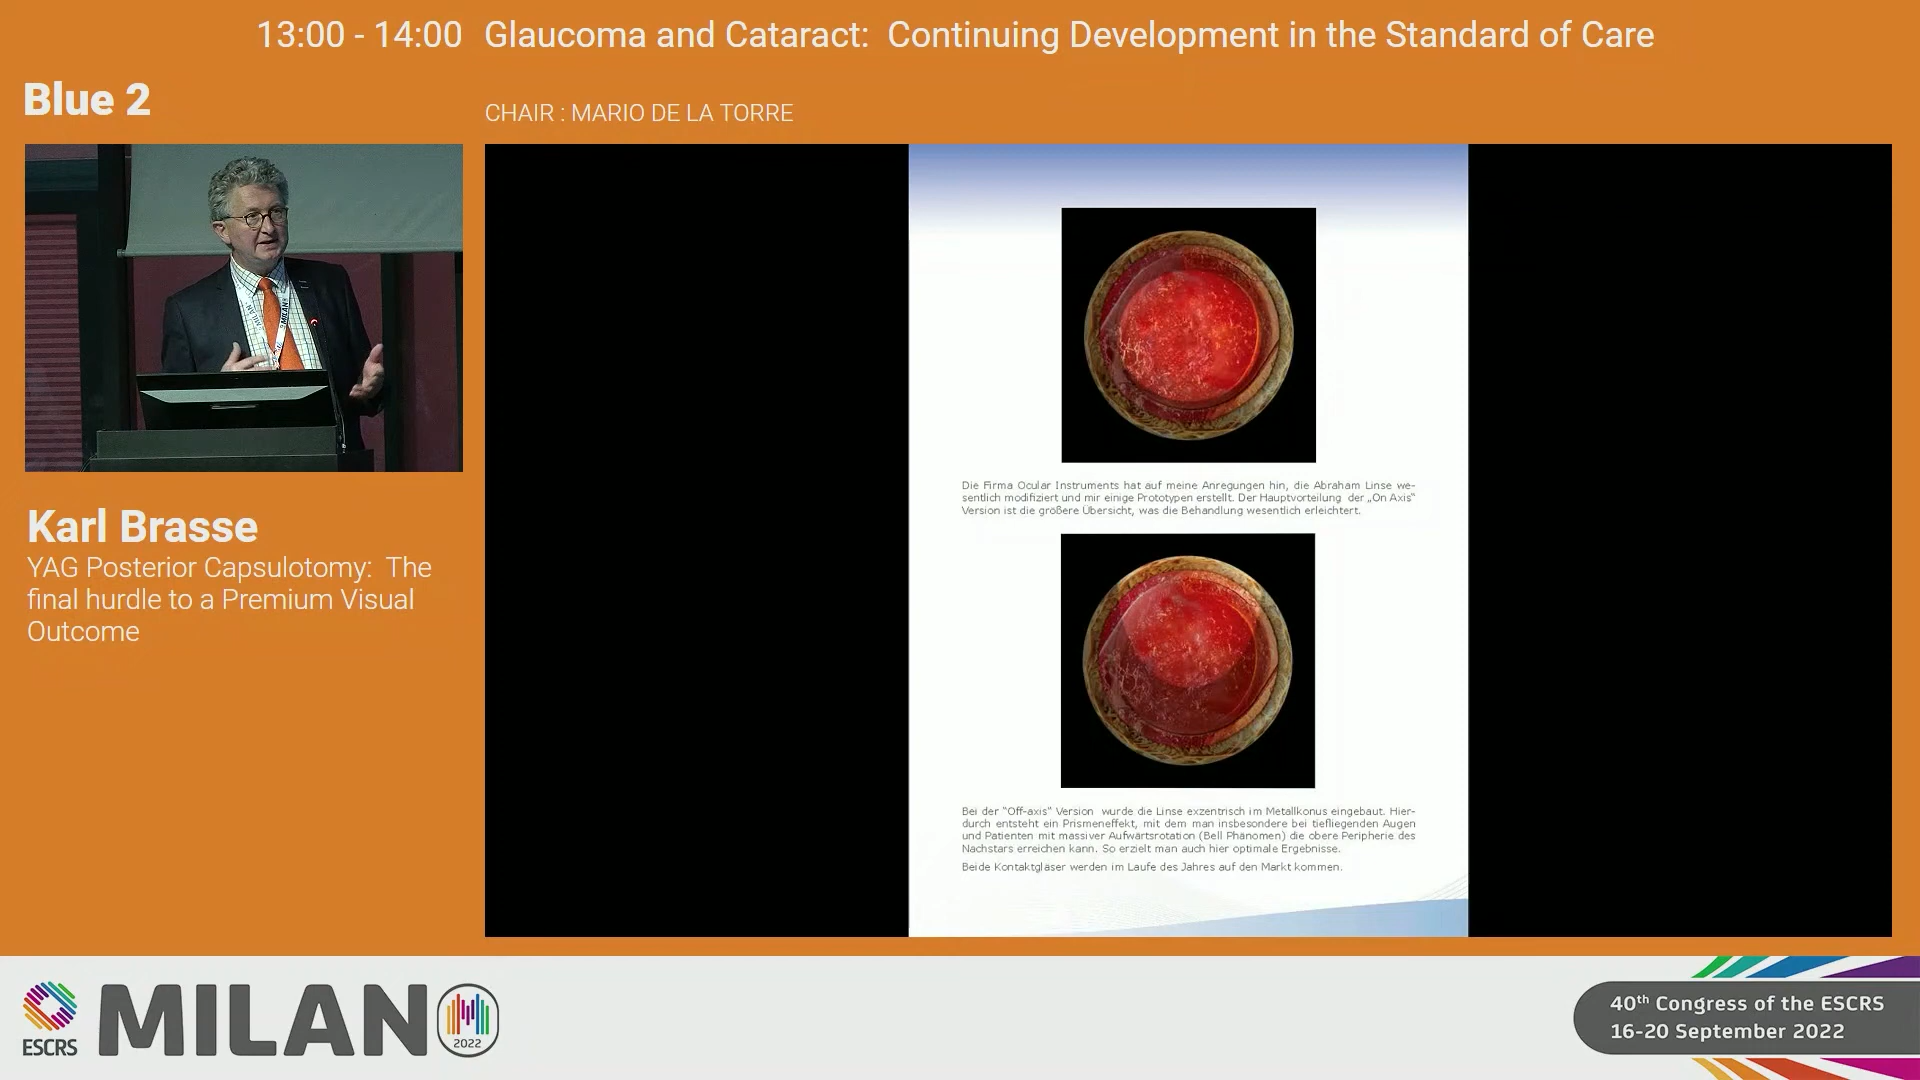 13:00 - 14:00 Glaucoma and Cataract: Continuing Development in the Standard of Care
Blue 2
CHAIR : MARIO DE LA TORRE
MILAN
Karl Brasse
YAG Posterior Capsulotomy: The
final hurdle to a Premium Visual
Outcome
Die Firma Ocular Instruments hat auf meine Anregungen hin, die Abraham Linse we-
sentlich modifiziert und mir einige Prototypen erstellt. Der Hauptvorteilung der „On Axis“
Version ist die größere Übersicht, was die Behandlung wesentlich erleichtert.
Bei der "Off-axis" Version wurde die Linse exzentrisch im Metallkonus eingebaut. Hier-
durch entsteht ein Prismeneffekt, mit dem man insbesondere bei tiefliegenden Augen
und Patienten mit massiver Aufwärtsrotation (Bell Phänomen) die obere Peripherie des
Nachstars erreichen kann. So erzielt man auch hier optimale Ergebnisse.
Beide Kontaktgläser werden im Laufe des Jahres auf den Markt kommen.
ESCRS
MILANO
2022
40th Congress of the ESCRS
16-20 September 2022